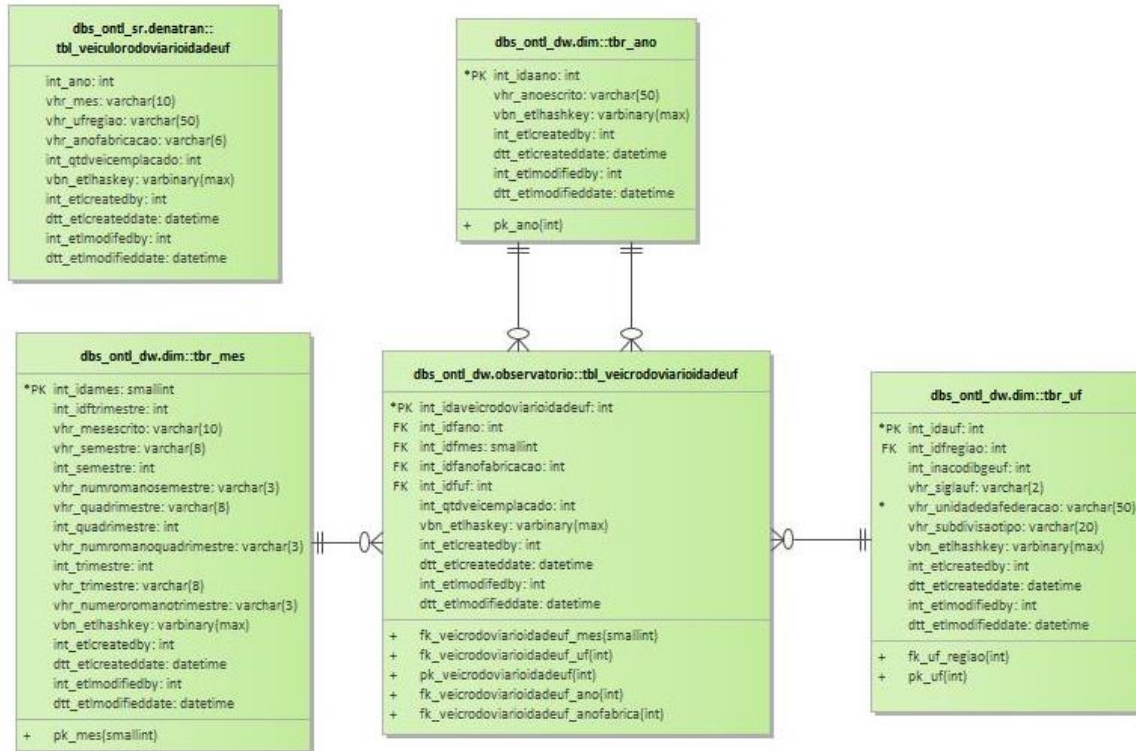 dbs_ontl_sr.denatran::
tbl_veiculorodoviarioidadeuf
int_ano: int
vhr_mes: varchar(10)
vhr_ufregiao: varchar(50)
vhr_anofabricacao: varchar(6)
int_qtdveicemplacado: int
vbn_etlhaskey: varbinary(max)
int_etlcreatedby: int
dtt_etlcreateddate: datetime
int_etlmodifedby: int
dtt_etlmodifieddate: datetime
dbs_ontl_dw.dim::tbr_ano
*PK int_idaano: int
vhr_anoescrito: varchar(50)
vbn_etlhashkey: varbinary(max)
int_etlcreatedby: int
dtt_etlcreateddate: datetime
int_etlmodifiedby: int
dtt_etlmodifieddate: datetime
+ pk_ano(int)
dbs_ontl_dw.dim::tbr_mes
*PK int_idames: smallint
int_idftrimestre: int
vhr_mesescrito: varchar(10)
vhr_semestre: varchar(8)
int_semestre: int
vhr_numromanosemestre: varchar(3)
vhr_quadrimestre: varchar(8)
int_quadrimestre: int
vhr_numromanoquadrimestre: varchar(3)
int_trimestre: int
vhr_trimestre: varchar(8)
vhr_numeroromanotrimestre: varchar(3)
vbn_etlhashkey: varbinary(max)
int_etlcreatedby: int
dtt_etlcreateddate: datetime
int_etlmodifiedby: int
dtt_etlmodifieddate: datetime
+ pk_mes(smallint)
dbs_ontl_dw.observatorio::tbl_veicrodoviarioidadeuf
*PK int_idaveicrodoviarioidadeuf: int
FK int_idfano: int
FK int_idfmes: smallint
FK int_idfanofabricacao: int
FK int_idfuf: int
int_qtdveicemplacado: int
vbn_etlhaskey: varbinary(max)
int_etlcreatedby: int
dtt_etlcreateddate: datetime
int_etlmodifedby: int
dtt_etlmodifieddate: datetime
+ fk_veicrodoviarioidadeuf_mes(smallint)
+ fk_veicrodoviarioidadeuf_uf(int)
+ pk_veicrodoviarioidadeuf(int)
+ fk_veicrodoviarioidadeuf_ano(int)
+ fk_veicrodoviarioidadeuf_anofabrica(int)
dbs_ontl_dw.dim::tbr_uf
*PK int_idauf: int
FK int_idfregiao: int
int_inacodibgeuf: int
vhr_siglauf: varchar(2)
* vhr_unidadedafederacao: varchar(50)
vhr_subdivisaotipo: varchar(20)
vbn_etlhashkey: varbinary(max)
int_etlcreatedby: int
dtt_etlcreateddate: datetime
int_etlmodifiedby: int
dtt_etlmodifieddate: datetime
+ fk_uf_regiao(int)
+ pk_uf(int)